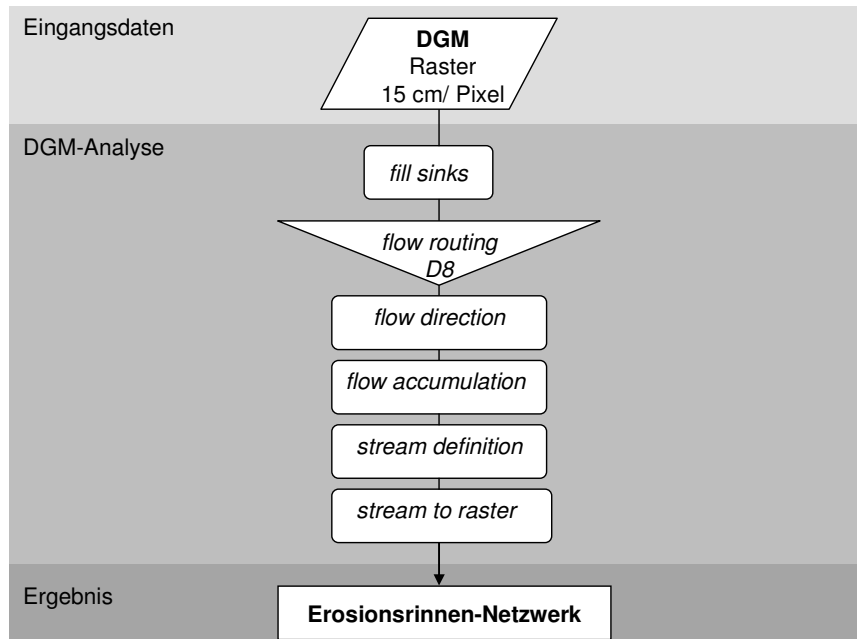 Eingangsdaten
DGM
Raster
15 cm/ Pixel
DGM-Analyse
fill sinks
flow routing
D8
flow direction
flow accumulation
stream definition
stream to raster
Ergebnis
Erosionsrinnen-Netzwerk